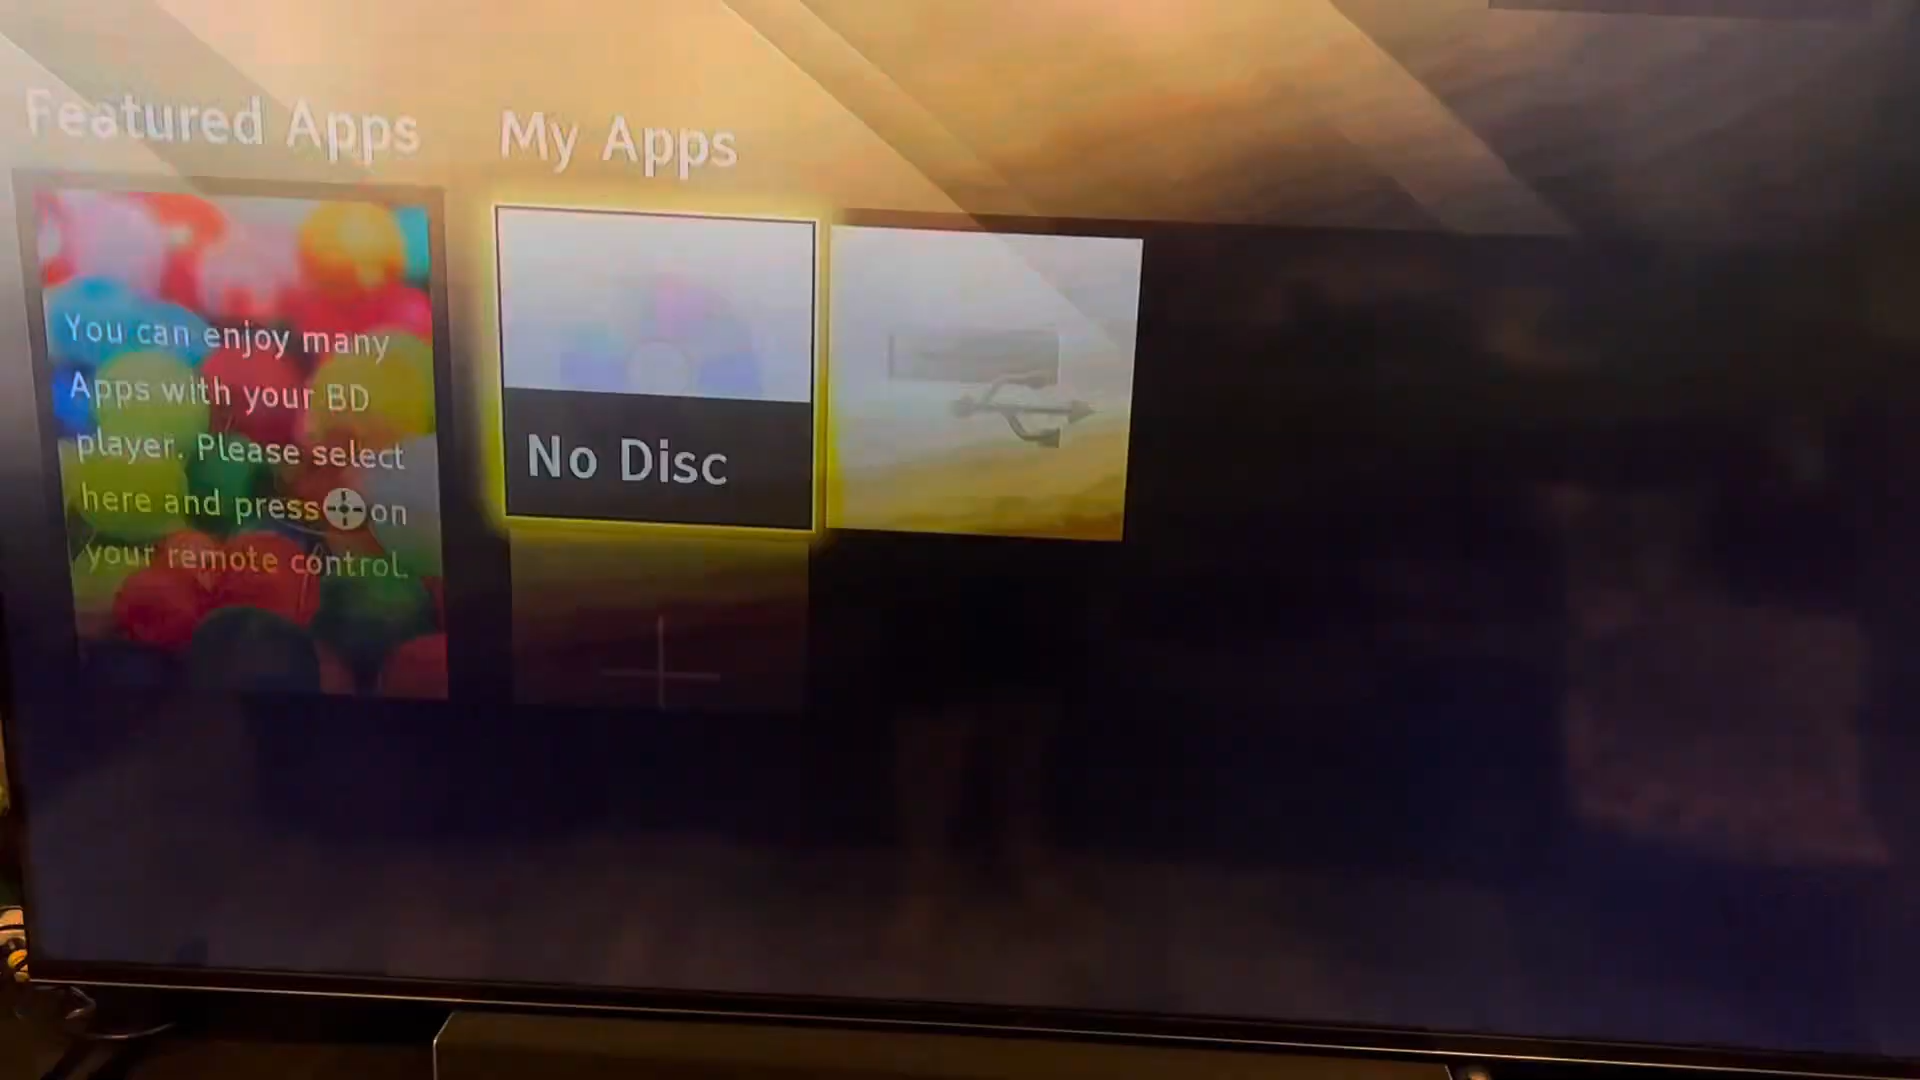 Featured Apps
My Apps
You can enjoy many
Apps with your BD
player. Please select
here and press on
your remote control.
No Disc